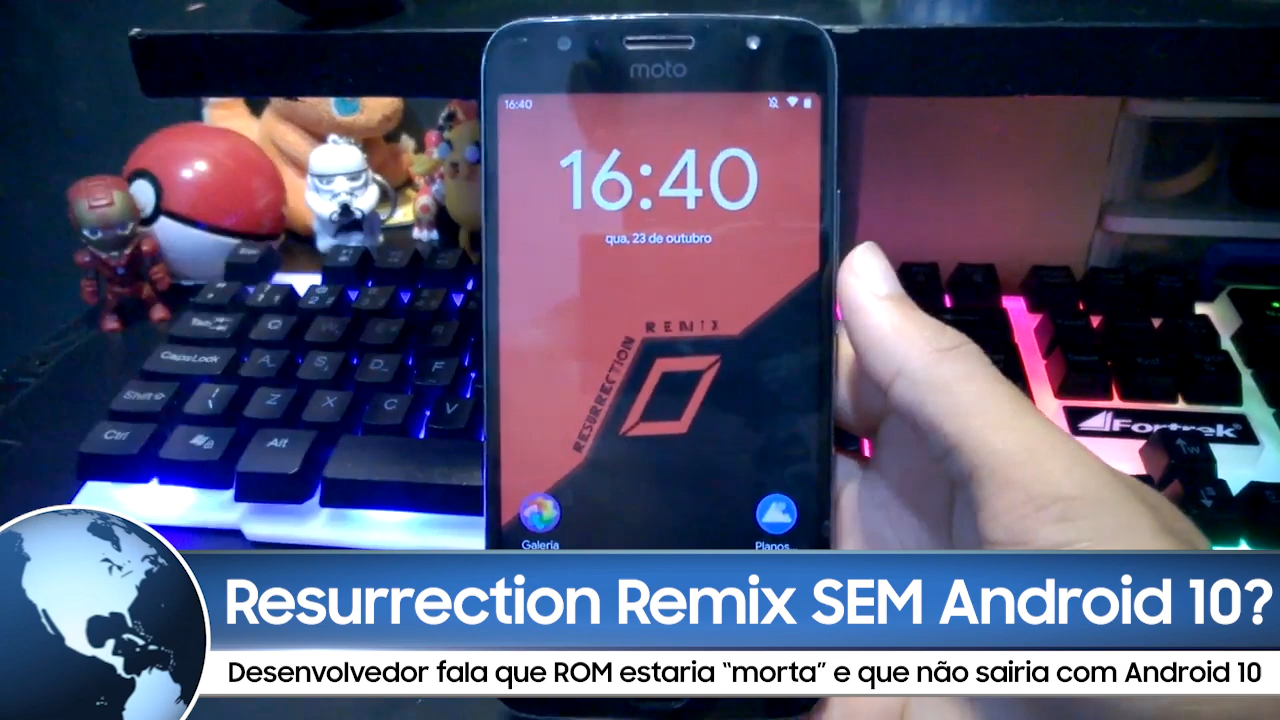 moto
16:40
16:40
qua, 23 de outubro
REMIX
RESURRECTION
Galeria
Planos...
Tab
Q
CapsLock
A
S
D
F
Shift
Z
X
C
V
Ctrl
Alt
Fortrek
Resurrection Remix SEM Android 10?
Desenvolvedor fala que ROM estaria “morta” e que não sairia com Android 10